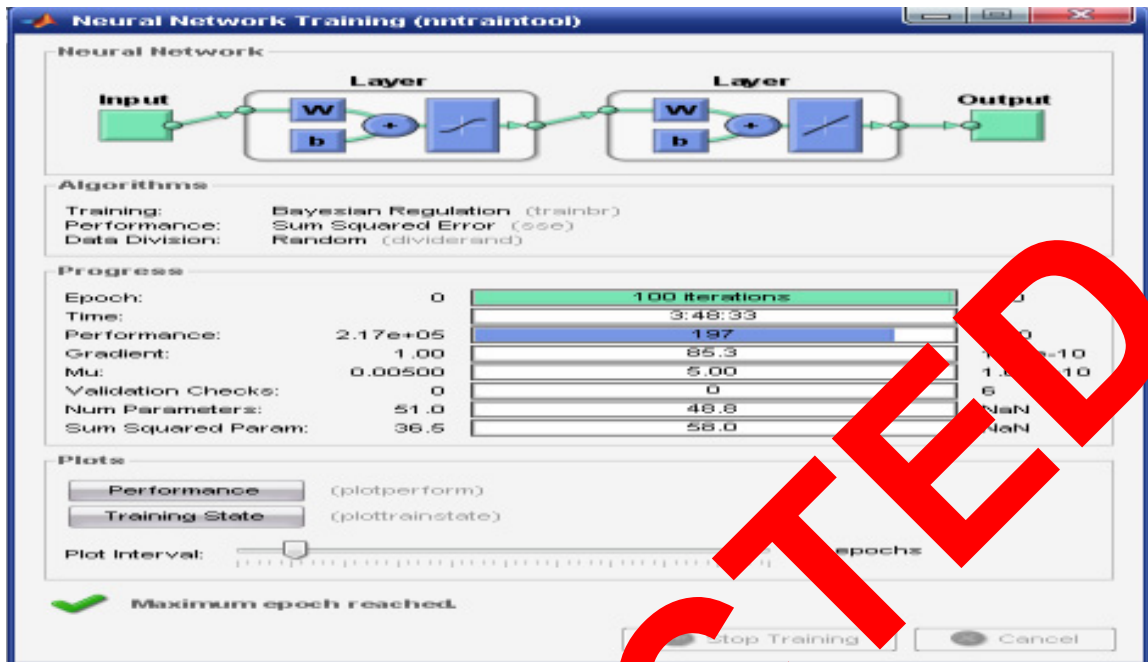 Neural Network Training (nntraintool)
Neural Network
Layer Layer
Input Output
W W
b b
Algorithms
Training: Bayesian Regulation (trainbr)
Performance: Sum Squared Error (sse)
Data Division: Random (dividerand)
Progress
Epoch: 0 100 iterations
Time: 3:48:33
Performance: 2.17e+05 197
Gradient: 1.00 85.3
Mu: 0.00500 5.00
Validation Checks: 0 0 6
Num Parameters: 51.0 48.8 NaN
Sum Squared Param: 36.5 58.0 NaN
Plots
Performance (plotperform)
Training State (plottrainstate)
Plot Interval: epochs
Maximum epoch reached.
Stop Training Cancel
CTED